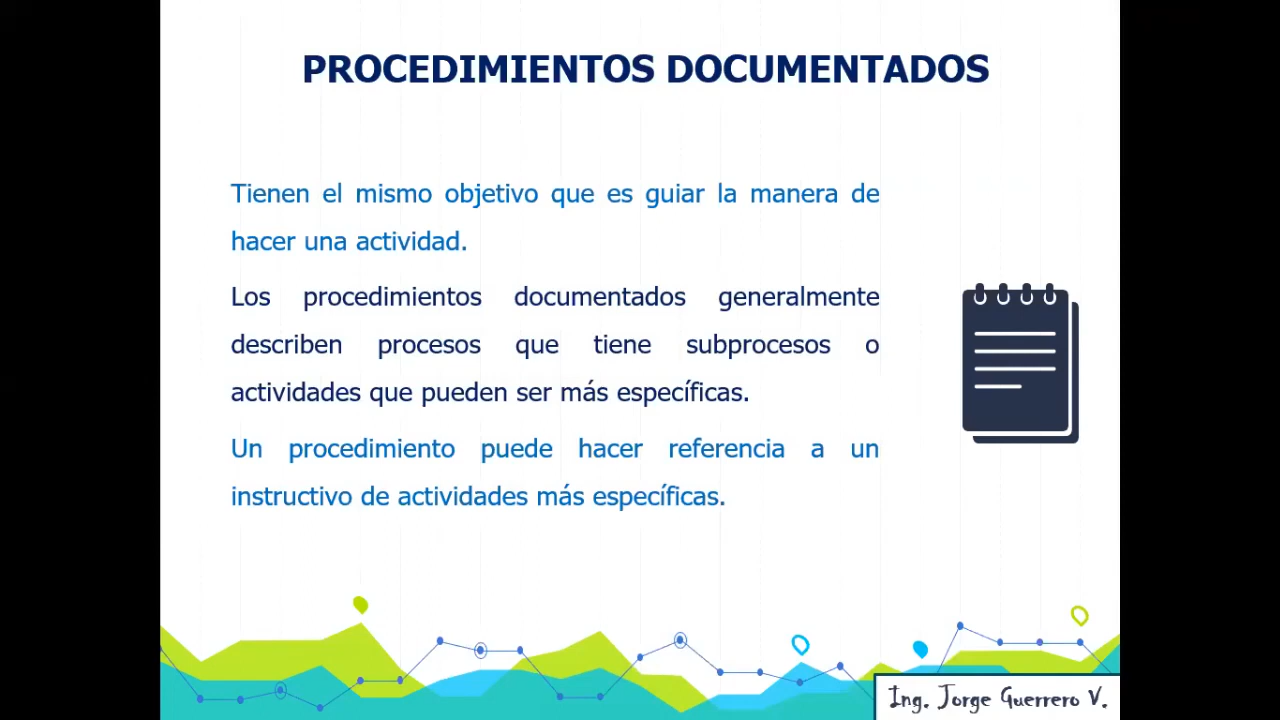 PROCEDIMIENTOS DOCUMENTADOS
Tienen el mismo objetivo que es guiar la manera de
hacer una actividad.
Los procedimientos documentados generalmente
describen procesos que tiene subprocesos o
actividades que pueden ser más específicas.
Un procedimiento puede hacer referencia a un
instructivo de actividades más específicas.
Ing. Jorge Guerrero V.